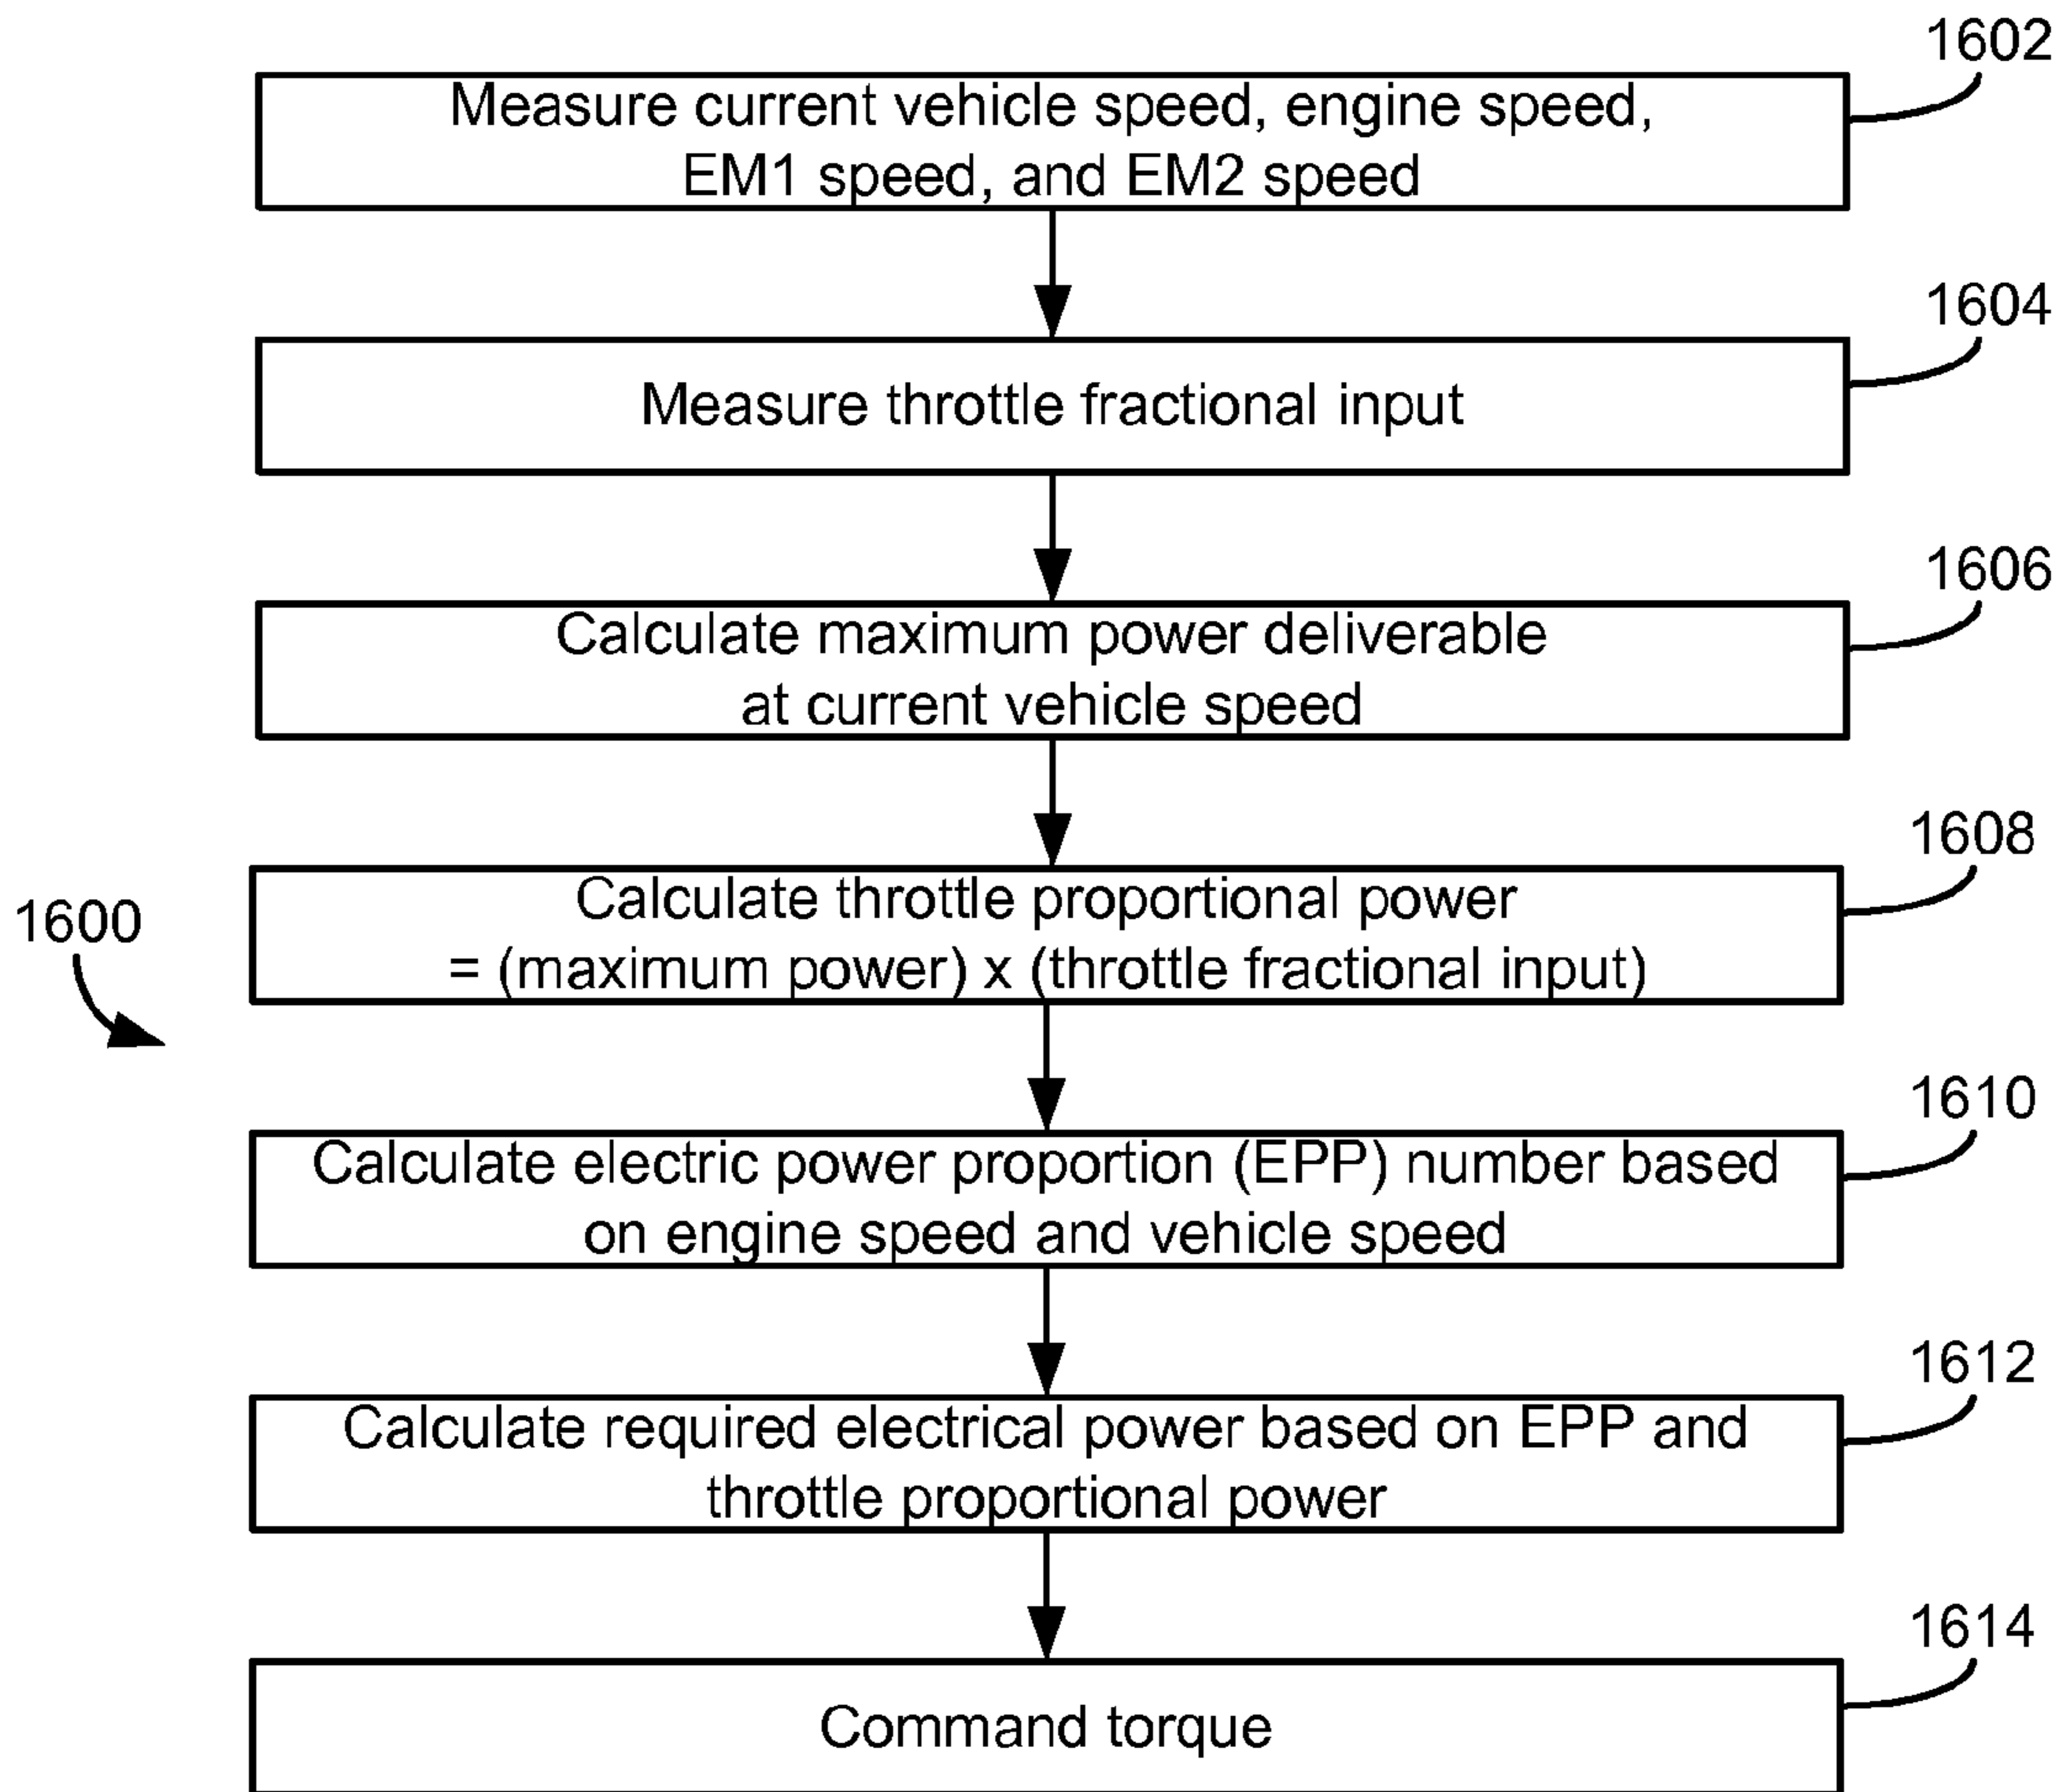 1602
Measure current vehicle speed, engine speed,
EM1 speed, and EM2 speed
1604
Measure throttle fractional input
1606
Calculate maximum power deliverable
at current vehicle speed
1608
Calculate throttle proportional power
= (maximum power) x (throttle fractional input)
1600
1610
Calculate electric power proportion (EPP) number based
on engine speed and vehicle speed
1612
Calculate required electrical power based on EPP and
throttle proportional power
1614
Command torque